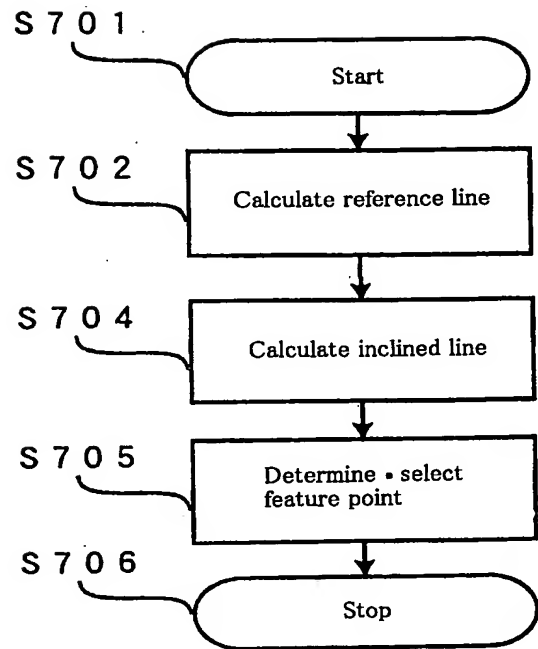 S701
Start
S702
Calculate reference line
S704
Calculate inclined line
S705
Determine • select
feature point
S706
Stop